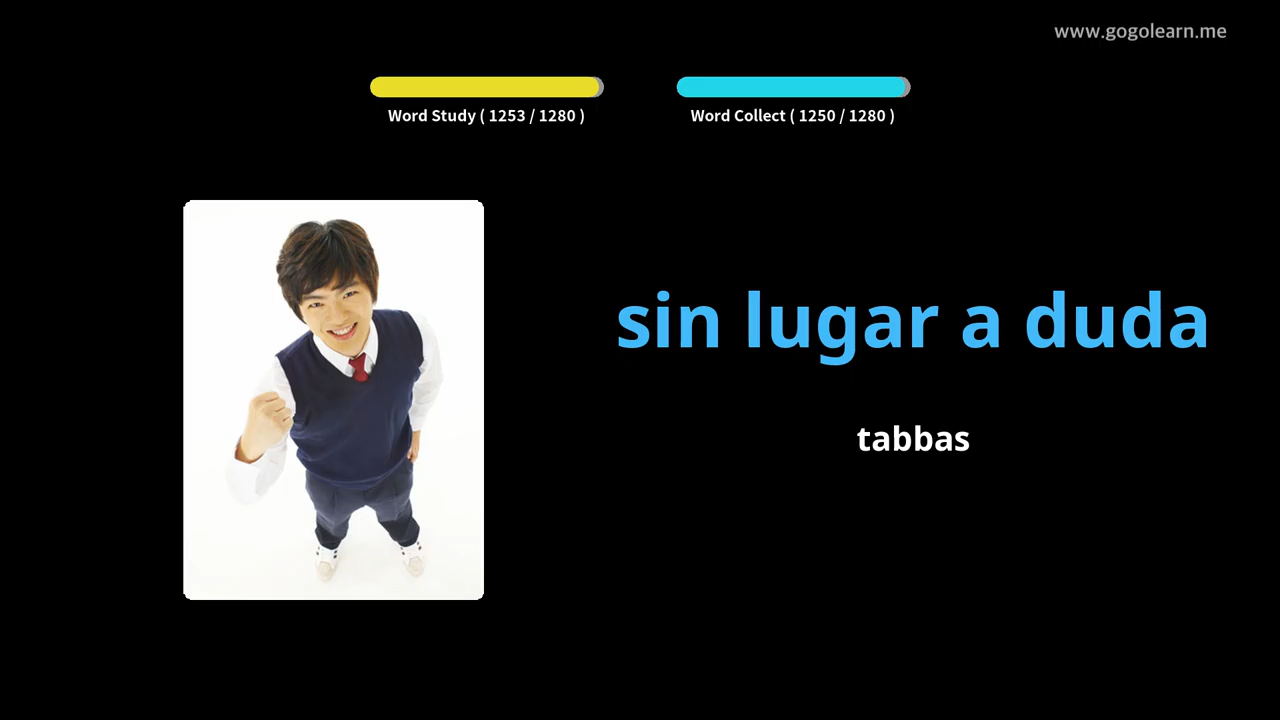 www.gogolearn.me
Word Study ( 1253 / 1280 )
Word Collect ( 1250 / 1280 )
sin lugar a duda
tabbas